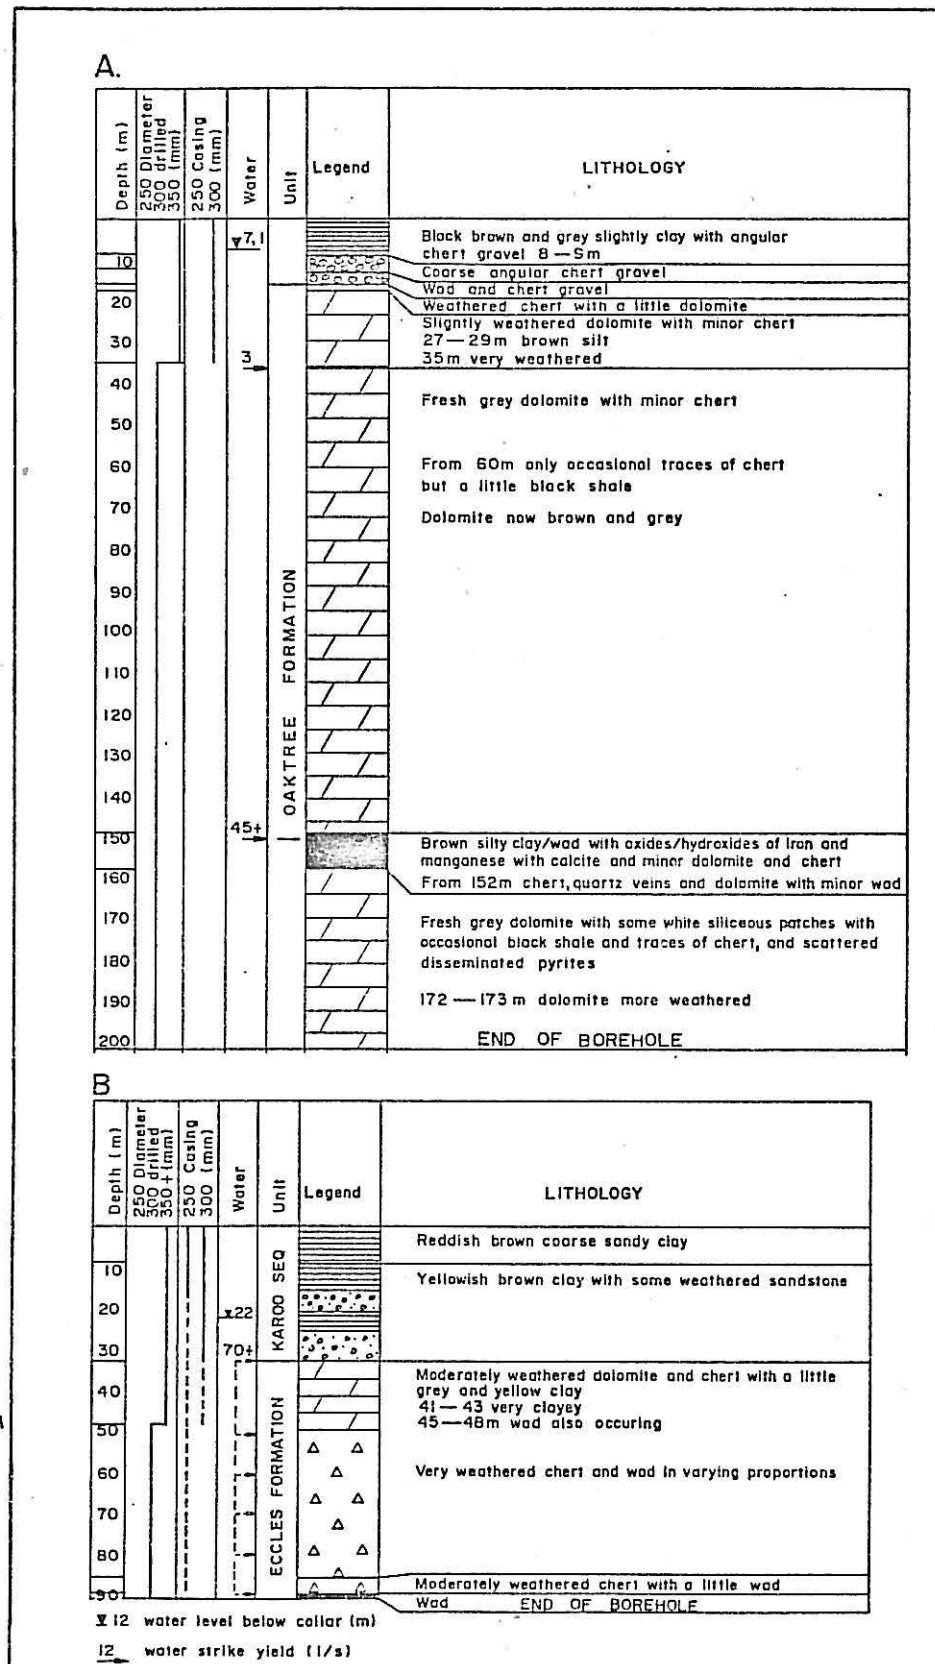 A.
Depth (m)
250 Diameter
300 drilled
350 (mm)
250 Casing
300 (mm)
Water
Unit
Legend
LITHOLOGY
7,1
Black brown and grey slightly clay with angular
chert gravel 8 — 9m
10
Coarse angular chert gravel
Wad and chert gravel
Weathered chert with a little dolomite
20
Slightly weathered dolomite with minor chert
27 — 29m brown silt
30
35m very weathered
3
40
Fresh grey dolomite with minor chert
50
60
From 60m only occasional traces of chert
but a little black shale
70
Dolomite now brown and grey
80
90
100
110
120
130
140
OAKTREE FORMATION
45+
150
Brown silty clay/wad with oxides/hydroxides of iron and
manganese with calcite and minor dolomite and chert
160
From 152m chert, quartz veins and dolomite with minor wad
170
Fresh grey dolomite with some white siliceous patches with
occasional black shale and traces of chert, and scattered
180
disseminated pyrites
190
172 — 173m dolomite more weathered
200
END OF BOREHOLE
B
Depth (m)
250 Diameter
300 drilled
350+ (mm)
250 Casing
300 (mm)
Water
Unit
Legend
LITHOLOGY
Reddish brown coarse sandy clay
10
Yellowish brown clay with some weathered sandstone
20
22
KAROO SEQ
30
70+
Moderately weathered dolomite and chert with a little
40
grey and yellow clay
41 — 43 very clayey
45 — 48m wad also occuring
50
60
Very weathered chert and wad in varying proportions
70
80
ECCLES FORMATION
Moderately weathered chert with a little wad
90
Wad
END OF BOREHOLE
12 water level below collar (m)
12 water strike yield (l/s)